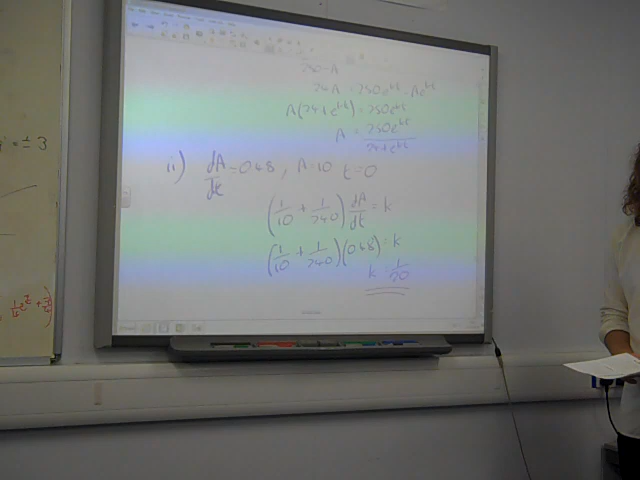 250-A
24A = 250e^kt - Ae^kt
A(24+e^kt) = 250e^kt
A = 250e^kt / 24+e^kt
ii) dA/dt = 0.48, A=10 t=0
(1/10 + 1/240) dA/dt = k
(1/10 + 1/240)(0.48) = k
k = 1/20
= ± 3